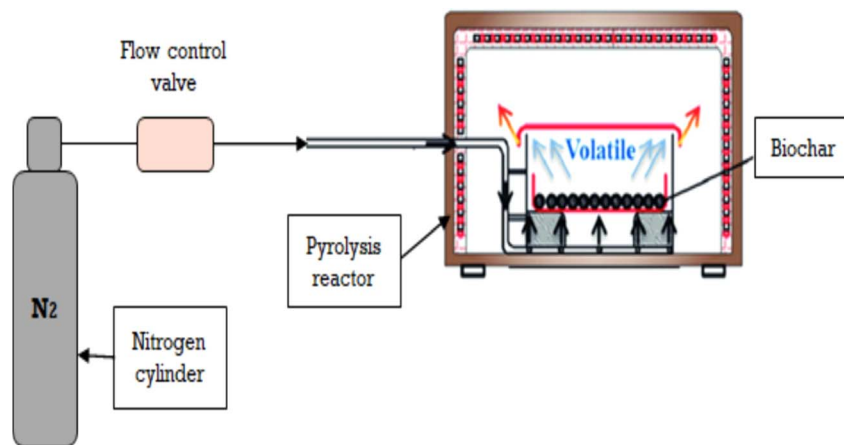 Flow control
valve
Volatile
Biochar
Pyrolysis
reactor
N2
Nitrogen
cylinder